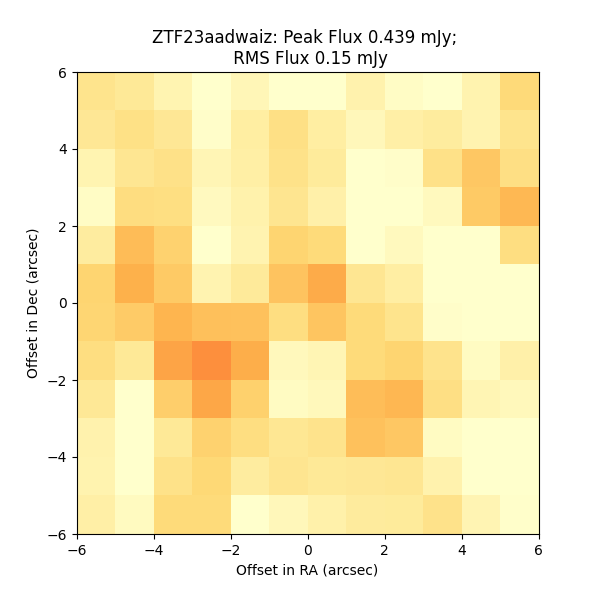 ZTF23aadwaiz: Peak Flux 0.439 mJy;
RMS Flux 0.15 mJy
6
4
2
0
−2
−4
−6
Offset in Dec (arcsec)
−6 −4 −2 0 2 4 6
Offset in RA (arcsec)